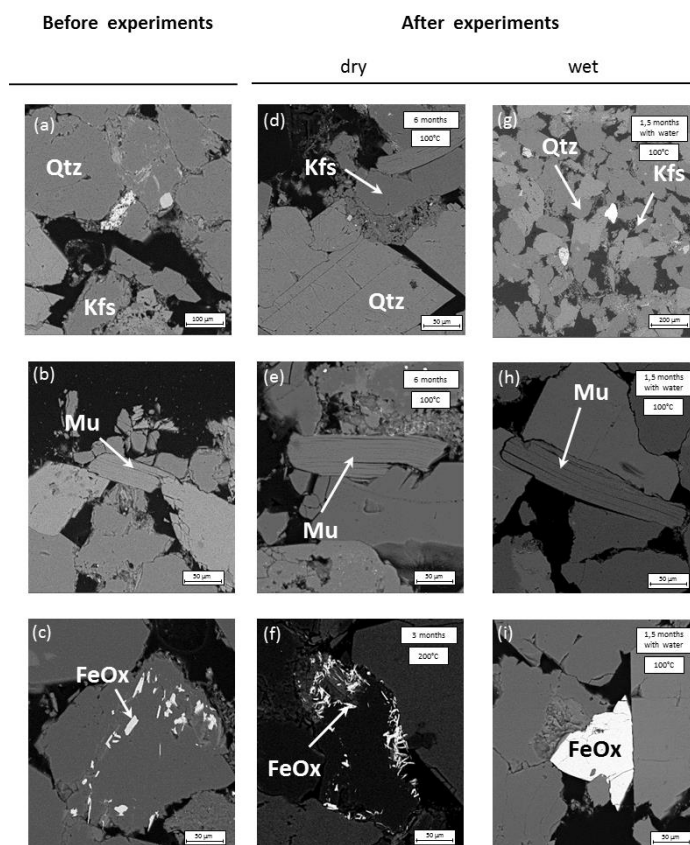 Before experiments
After experiments
dry
wet
(a)
Qtz
Kfs
100 µm
(d)
6 months
100°C
Kfs
Qtz
50 µm
(g)
1,5 months
with water
100°C
Qtz
Kfs
200 µm
(b)
Mu
50 µm
(e)
6 months
100°C
Mu
50 µm
(h)
1,5 months
with water
100°C
Mu
50 µm
(c)
FeOx
50 µm
(f)
3 months
200°C
FeOx
50 µm
(i)
1,5 months
with water
100°C
FeOx
50 µm